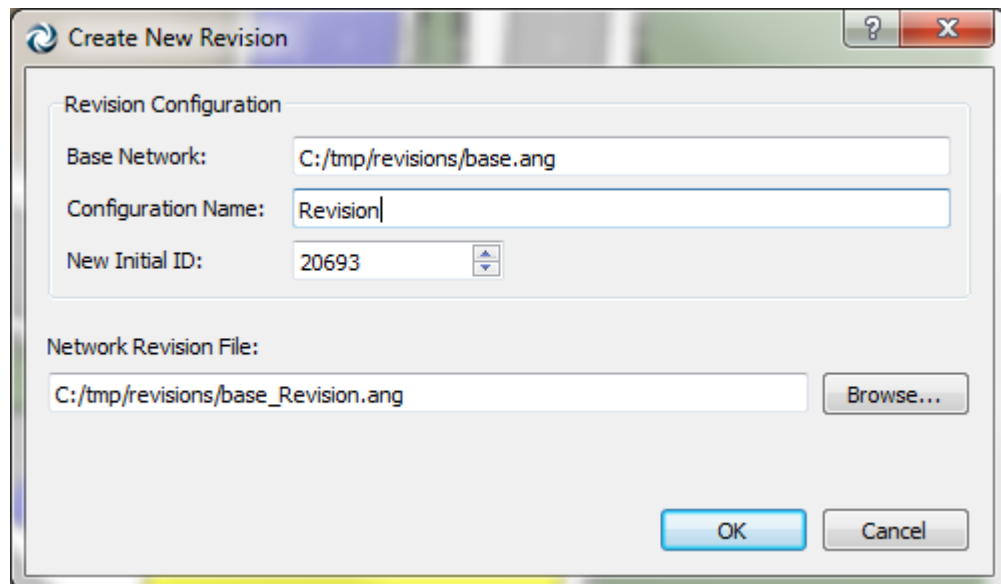 Create New Revision
Revision Configuration
Base Network: C:/tmp/revisions/base.ang
Configuration Name: Revision
New Initial ID: 20693
Network Revision File:
C:/tmp/revisions/base_Revision.ang Browse...
OK Cancel